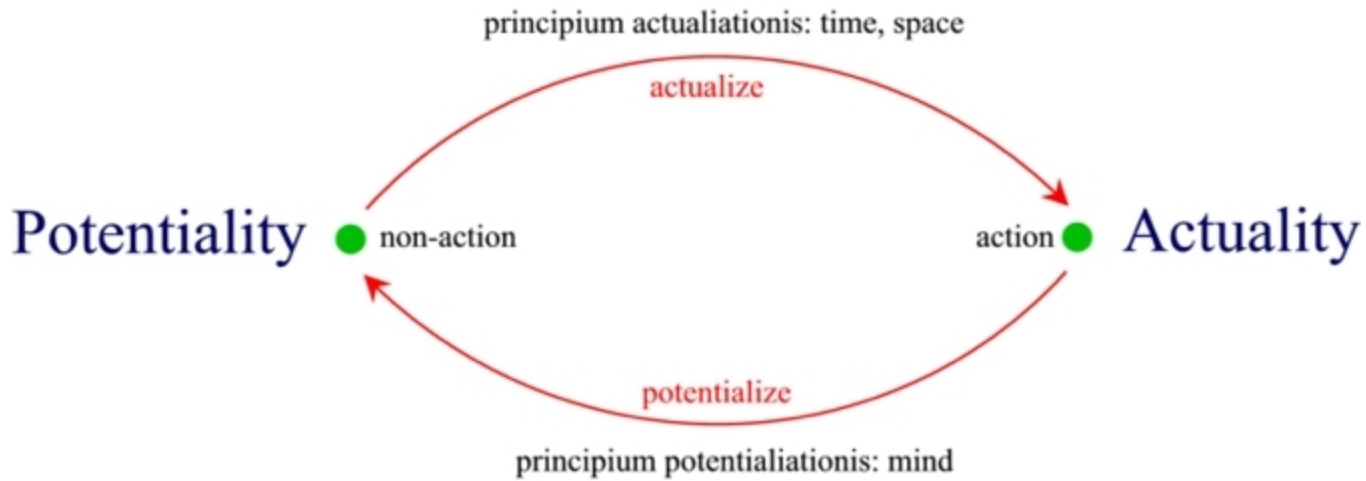 principium actualiationis: time, space
actualize
Potentiality non-action action Actuality
potentialize
principium potentialiationis: mind